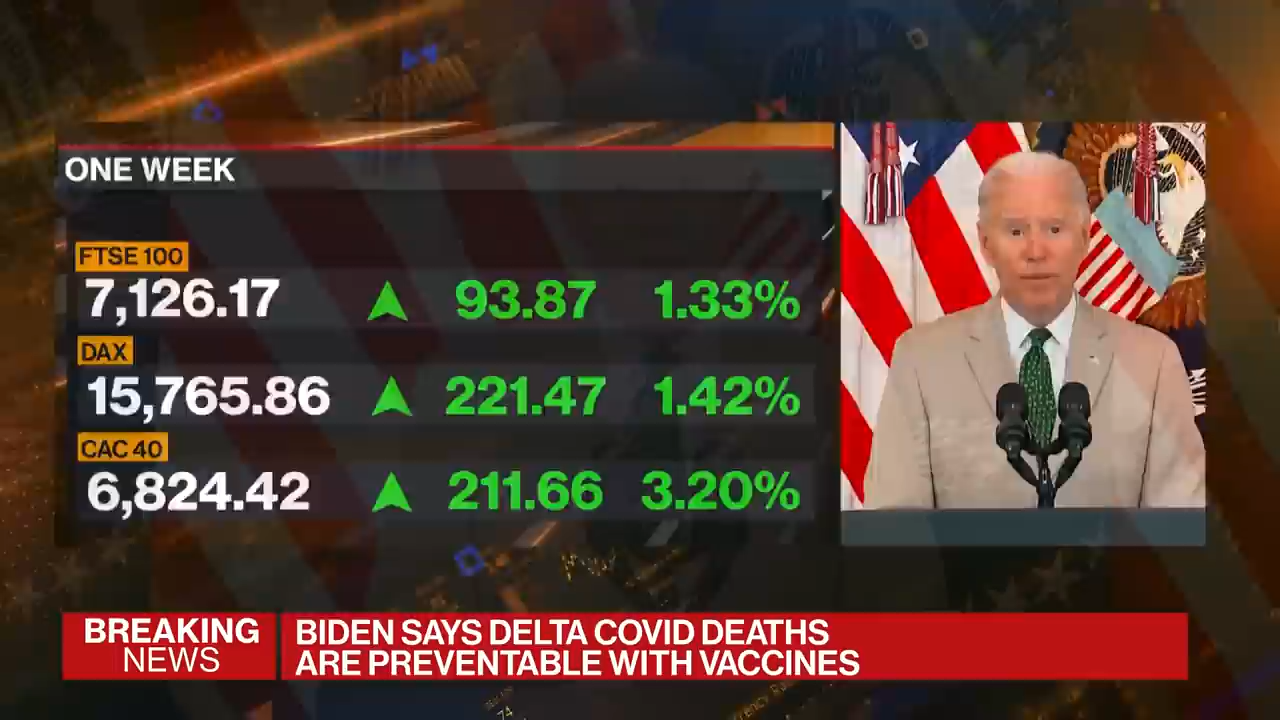 ONE WEEK
FTSE 100
7,126.17 ▲ 93.87 1.33%
DAX
15,765.86 ▲ 221.47 1.42%
CAC 40
6,824.42 ▲ 211.66 3.20%
BREAKING
NEWS
BIDEN SAYS DELTA COVID DEATHS
ARE PREVENTABLE WITH VACCINES
74